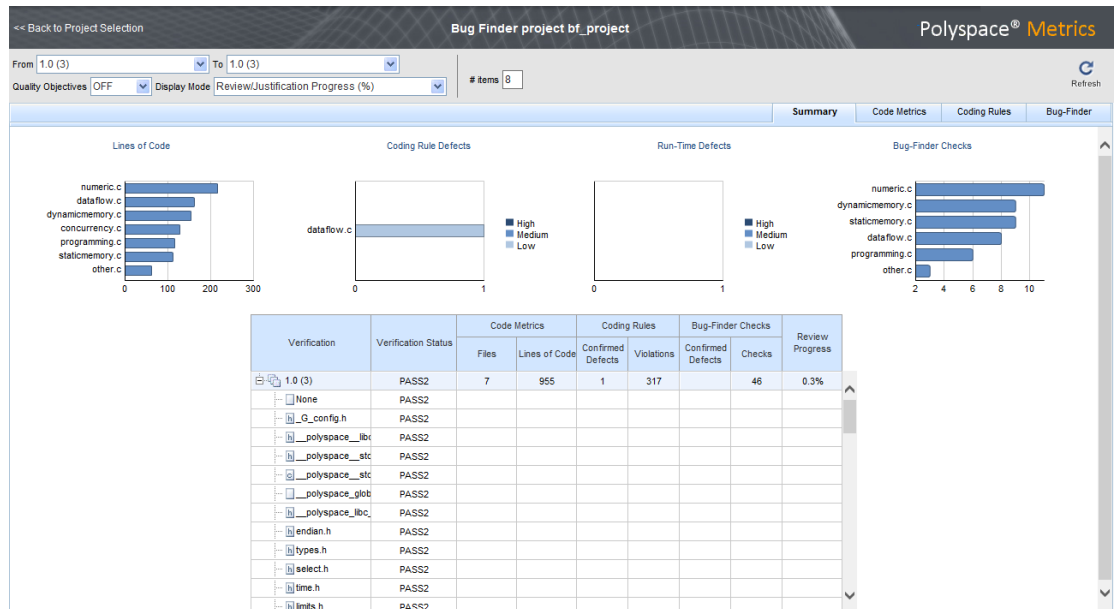 << Back to Project Selection
Bug Finder project bf_project
Polyspace® Metrics
From 1.0 (3) To 1.0 (3)
# items 8
Refresh
Quality Objectives OFF Display Mode Review/Justification Progress (%)
Summary Code Metrics Coding Rules Bug-Finder
Lines of Code
numeric.c
dataflow.c
dynamicmemory.c
concurrency.c
programming.c
staticmemory.c
other.c
0 100 200 300
Coding Rule Defects
dataflow.c
0 1
High
Medium
Low
Run-Time Defects
0 1
High
Medium
Low
Bug-Finder Checks
numeric.c
dynamicmemory.c
staticmemory.c
dataflow.c
programming.c
other.c
2 4 6 8 10
Verification Verification Status Code Metrics Coding Rules Bug-Finder Checks Review Progress
Files Lines of Code Confirmed Defects Violations Confirmed Defects Checks
1.0 (3) PASS2 7 955 1 317 46 0.3%
None PASS2
h _G_config.h PASS2
h __polyspace__libc PASS2
h __polyspace__stc PASS2
c __polyspace__stc PASS2
__polyspace_glob PASS2
h __polyspace_libc_ PASS2
h endian.h PASS2
h types.h PASS2
h select.h PASS2
h time.h PASS2
h limits.h PASS2